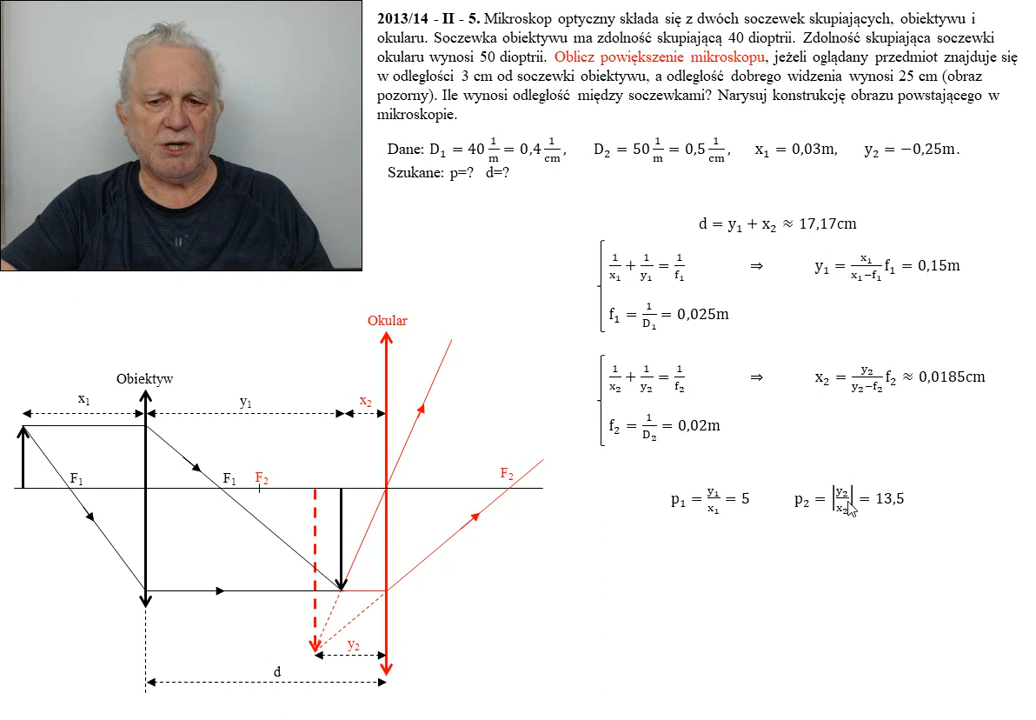 2013/14 - II - 5. Mikroskop optyczny składa się z dwóch soczewek skupiających, obiektywu i
okularu. Soczewka obiektywu ma zdolność skupiającą 40 dioptrii. Zdolność skupiająca soczewki
okularu wynosi 50 dioptrii. Oblicz powiększenie mikroskopu, jeżeli oglądany przedmiot znajduje się
w odległości 3 cm od soczewki obiektywu, a odległość dobrego widzenia wynosi 25 cm (obraz
pozorny). Ile wynosi odległość między soczewkami? Narysuj konstrukcję obrazu powstającego w
mikroskopie.
Dane: D₁ = 40 1/m = 0,4 1/cm, D₂ = 50 1/m = 0,5 1/cm, x₁ = 0,03m, y₂ = −0,25m.
Szukane: p=? d=?
d = y₁ + x₂ ≈ 17,17cm
1/x₁ + 1/y₁ = 1/f₁ ⇒ y₁ = x₁/(x₁−f₁) f₁ = 0,15m
f₁ = 1/D₁ = 0,025m
1/x₂ + 1/y₂ = 1/f₂ ⇒ x₂ = y₂/(y₂−f₂) f₂ ≈ 0,0185cm
f₂ = 1/D₂ = 0,02m
p₁ = y₁/x₁ = 5 p₂ = |y₂/x₂| = 13,5
Okular
Obiektyw
x₁ y₁ x₂
F₁ F₁ F₂ F₂
y₂
d